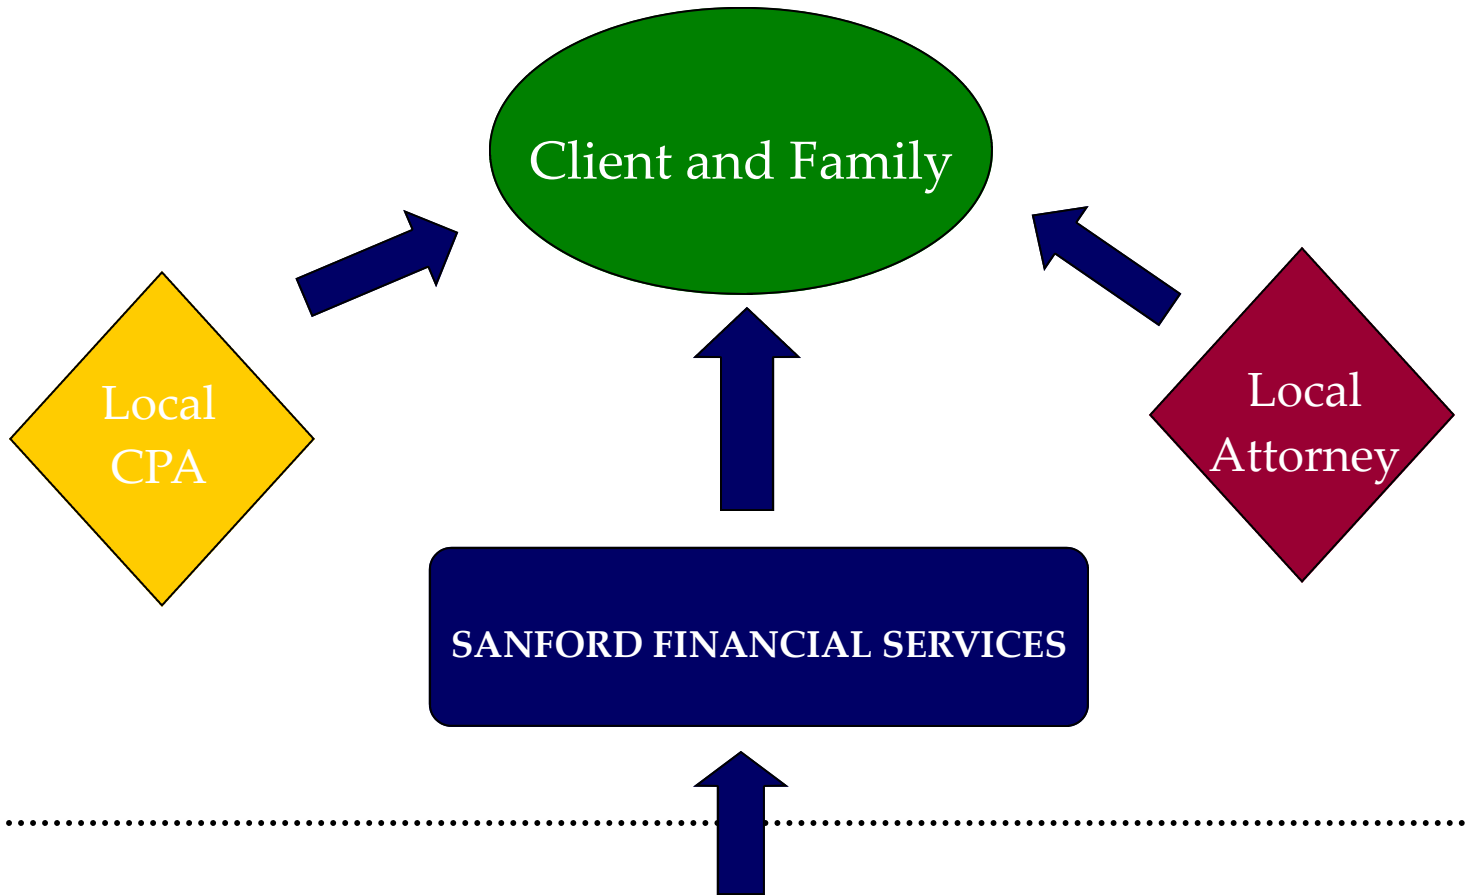 Client and Family
Local
CPA
Local
Attorney
SANFORD FINANCIAL SERVICES